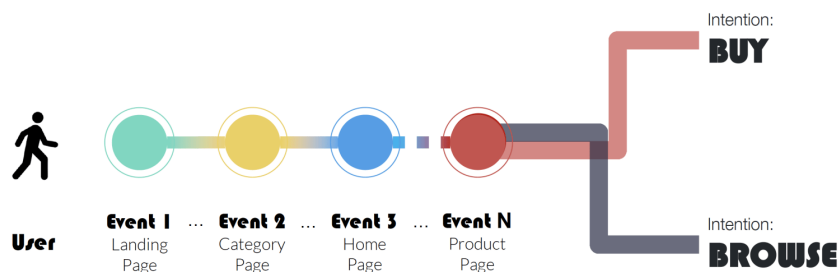 Intention:
BUY
User
Event 1 ... Event 2 ... Event 3 ... Event N
Landing Page
Category Page
Home Page
Product Page
Intention:
BROWSE